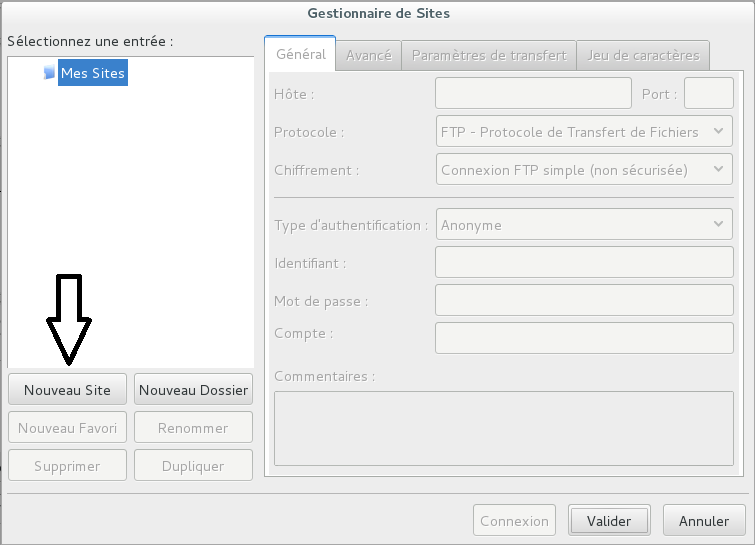 Gestionnaire de Sites
Sélectionnez une entrée :
Mes Sites
Nouveau Site
Nouveau Dossier
Nouveau Favori
Renommer
Supprimer
Dupliquer
Général
Avancé
Paramètres de transfert
Jeu de caractères
Hôte :
Port :
Protocole :
FTP - Protocole de Transfert de Fichiers
Chiffrement :
Connexion FTP simple (non sécurisée)
Type d'authentification :
Anonyme
Identifiant :
Mot de passe :
Compte :
Commentaires :
Connexion
Valider
Annuler